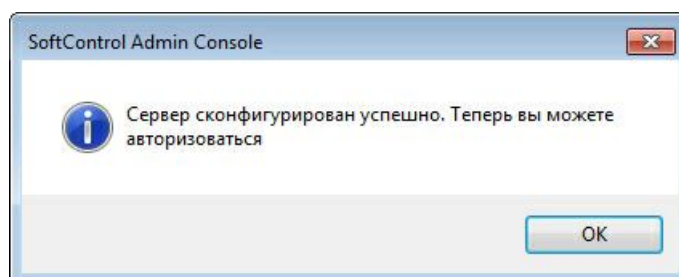 SoftControl Admin Console
Сервер сконфигурирован успешно. Теперь вы можете
авторизоваться
OK